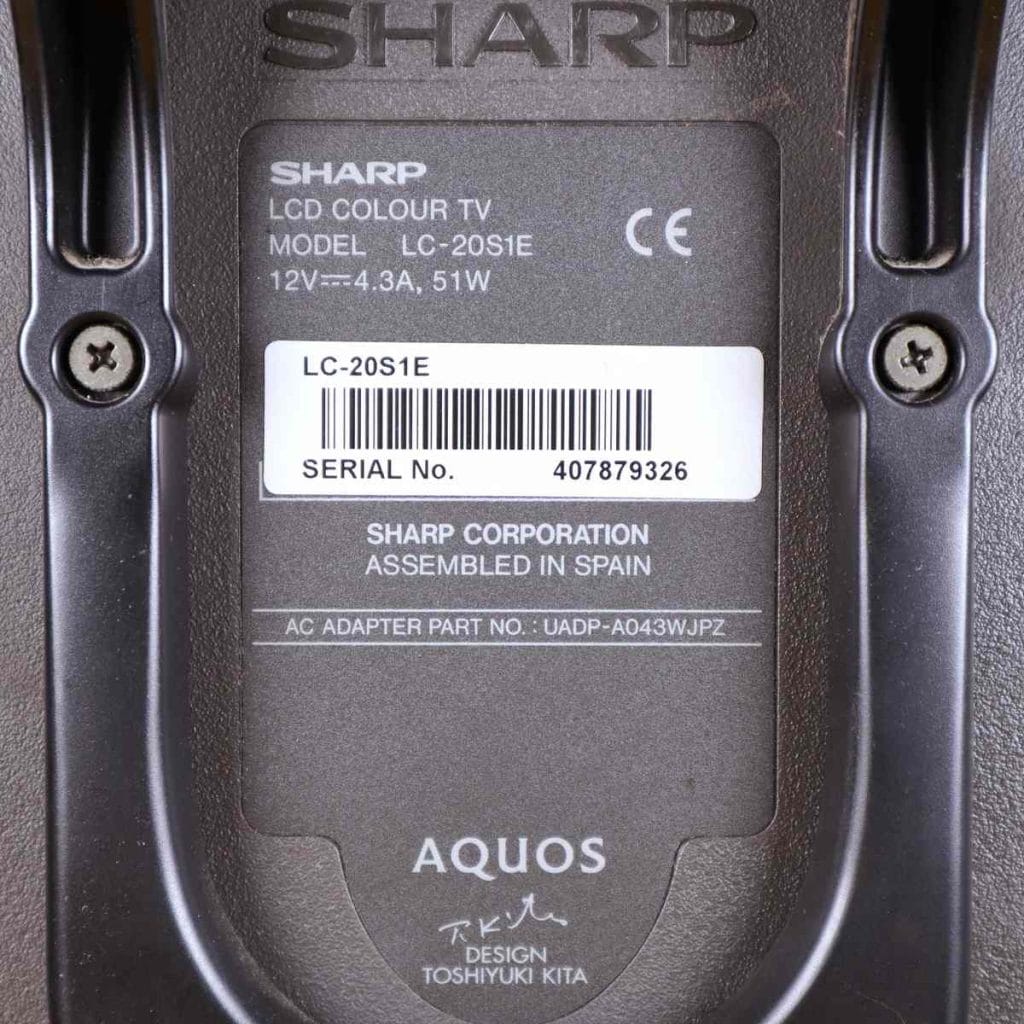 SHARP
SHARP
LCD COLOUR TV
MODEL LC-20S1E
12V⎓4.3A, 51W
CE
LC-20S1E
SERIAL No. 407879326
SHARP CORPORATION
ASSEMBLED IN SPAIN
AC ADAPTER PART NO. : UADP-A043WJPZ
AQUOS
T. Kita
DESIGN
TOSHIYUKI KITA